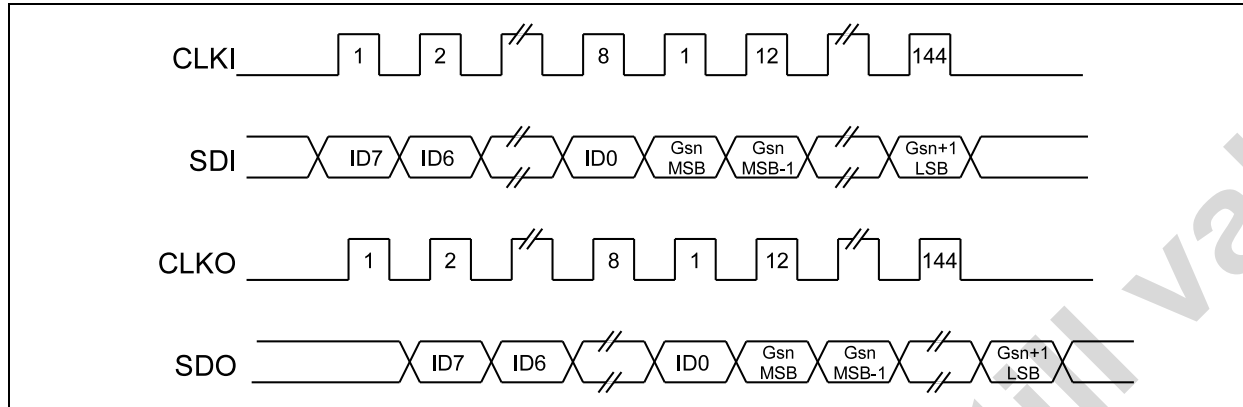 CLKI 1 2 8 1 12 144
SDI ID7 ID6 ID0 Gsn MSB Gsn MSB-1 Gsn+1 LSB
CLKO 1 2 8 1 12 144
SDO ID7 ID6 ID0 Gsn MSB Gsn MSB-1 Gsn+1 LSB